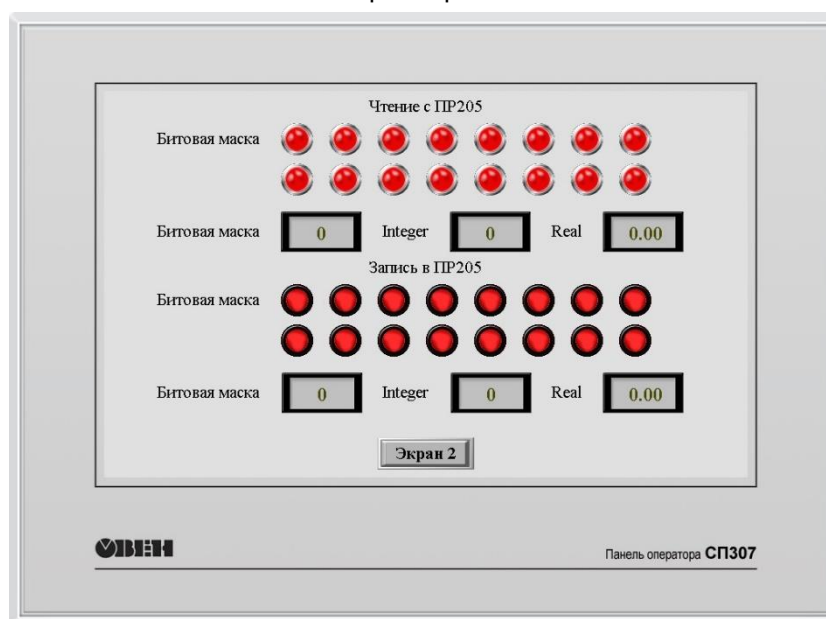 Чтение с ПР205
Битовая маска
Битовая маска 0 Integer 0 Real 0.00
Запись в ПР205
Битовая маска
Битовая маска 0 Integer 0 Real 0.00
Экран 2
ОВЕН Панель оператора СП307